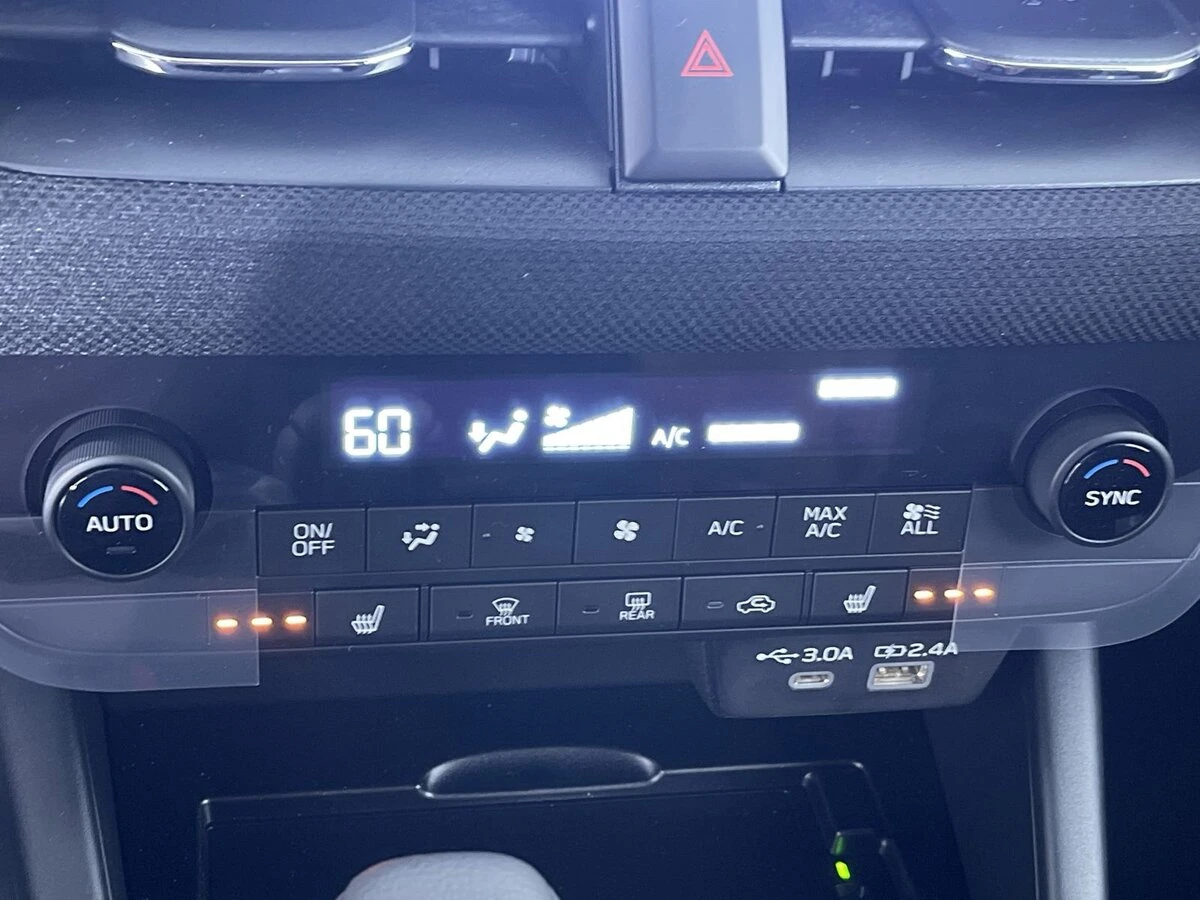 60 A/C
AUTO
SYNC
ON/
OFF
A/C
MAX
A/C
ALL
FRONT
REAR
3.0A
2.4A